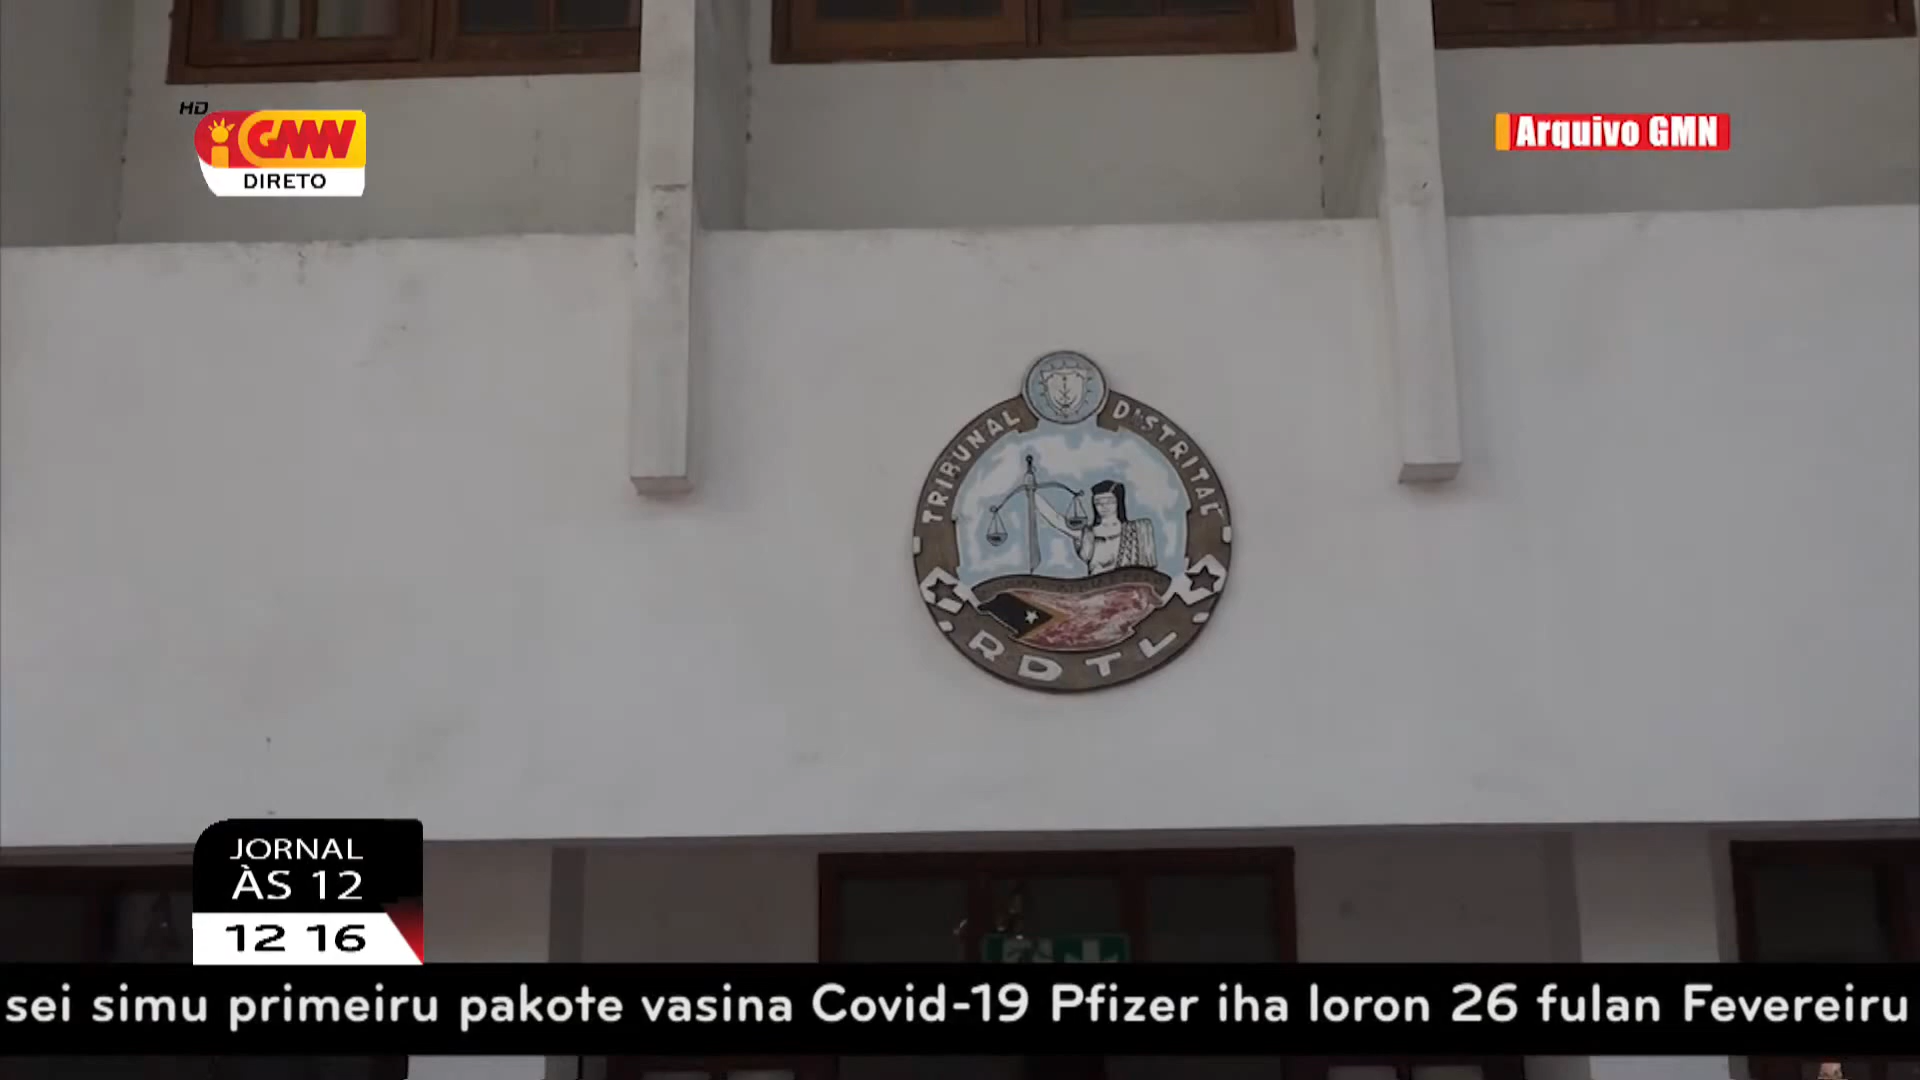 HD
GMN
DIRETO
Arquivo GMN
TRIBUNAL DISTRITAL
RDTL
JORNAL
ÀS 12
12 16
sei simu primeiru pakote vasina Covid-19 Pfizer iha loron 26 fulan Fevereiru